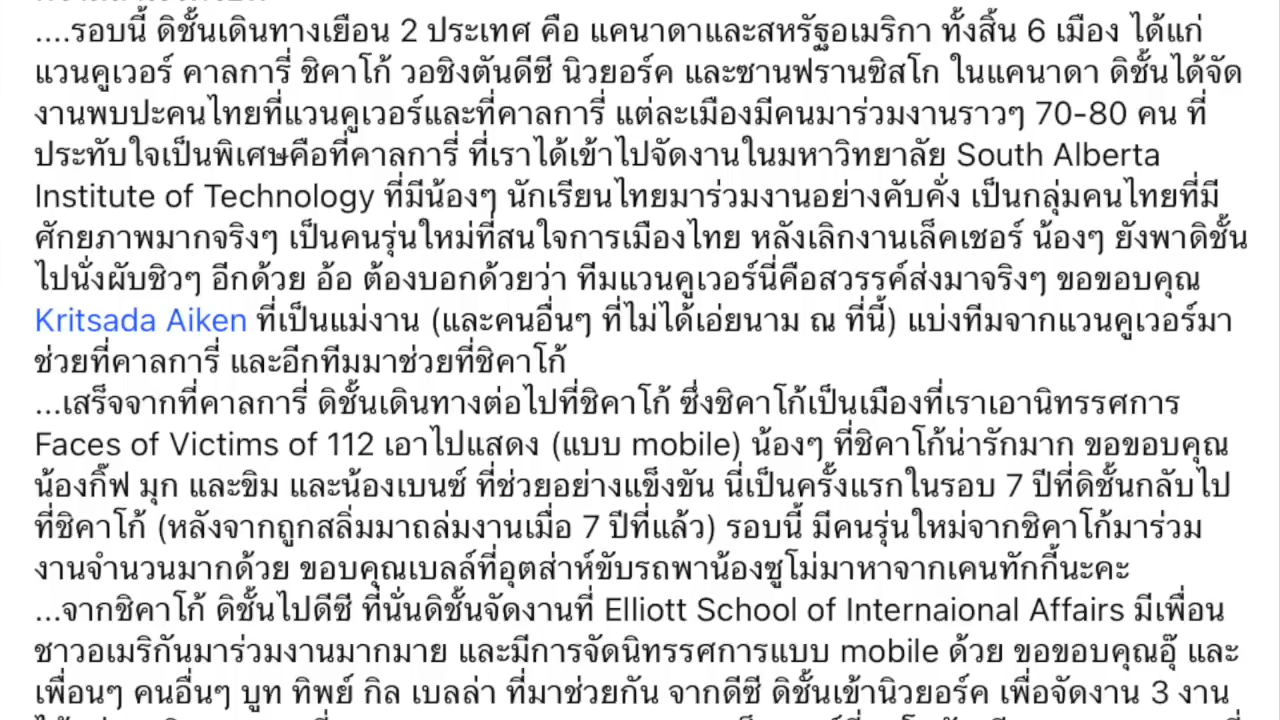 ....รอบนี้ ดิชั้นเดินทางเยือน 2 ประเทศ คือ แคนาดาและสหรัฐอเมริกา ทั้งสิ้น 6 เมือง ได้แก่
แวนคูเวอร์ คาลการี่ ชิคาโก้ วอชิงตันดีซี นิวยอร์ค และซานฟรานซิสโก ในแคนาดา ดิชั้นได้จัด
งานพบปะคนไทยที่แวนคูเวอร์และที่คาลการี่ แต่ละเมืองมีคนมาร่วมงานราวๆ 70-80 คน ที่
ประทับใจเป็นพิเศษคือที่คาลการี่ ที่เราได้เข้าไปจัดงานในมหาวิทยาลัย South Alberta
Institute of Technology ที่มีน้องๆ นักเรียนไทยมาร่วมงานอย่างคับคั่ง เป็นกลุ่มคนไทยที่มี
ศักยภาพมากจริงๆ เป็นคนรุ่นใหม่ที่สนใจการเมืองไทย หลังเลิกงานเล็คเชอร์ น้องๆ ยังพาดิชั้น
ไปนั่งผับชิวๆ อีกด้วย อ้อ ต้องบอกด้วยว่า ทีมแวนคูเวอร์นี่คือสวรรค์ส่งมาจริงๆ ขอขอบคุณ
Kritsada Aiken ที่เป็นแม่งาน (และคนอื่นๆ ที่ไม่ได้เอ่ยนาม ณ ที่นี้) แบ่งทีมจากแวนคูเวอร์มา
ช่วยที่คาลการี่ และอีกทีมมาช่วยที่ชิคาโก้
...เสร็จจากที่คาลการี่ ดิชั้นเดินทางต่อไปที่ชิคาโก้ ซึ่งชิคาโก้เป็นเมืองที่เราเอานิทรรศการ
Faces of Victims of 112 เอาไปแสดง (แบบ mobile) น้องๆ ที่ชิคาโก้น่ารักมาก ขอขอบคุณ
น้องกิ๊ฟ มุก และขิม และน้องเบนซ์ ที่ช่วยอย่างแข็งขัน นี่เป็นครั้งแรกในรอบ 7 ปีที่ดิชั้นกลับไป
ที่ชิคาโก้ (หลังจากถูกสลิ่มมาถล่มงานเมื่อ 7 ปีที่แล้ว) รอบนี้ มีคนรุ่นใหม่จากชิคาโก้มาร่วม
งานจำนวนมากด้วย ขอบคุณเบลล์ที่อุตส่าห์ขับรถพาน้องซูโม่มาหาจากเคนทักกี้นะคะ
...จากชิคาโก้ ดิชั้นไปดีซี ที่นั่นดิชั้นจัดงานที่ Elliott School of Internaional Affairs มีเพื่อน
ชาวอเมริกันมาร่วมงานมากมาย และมีการจัดนิทรรศการแบบ mobile ด้วย ขอขอบคุณอุ๊ และ
เพื่อนๆ คนอื่นๆ บูท ทิพย์ กิล เบลล่า ที่มาช่วยกัน จากดีซี ดิชั้นเข้านิวยอร์ค เพื่อจัดงาน 3 งาน